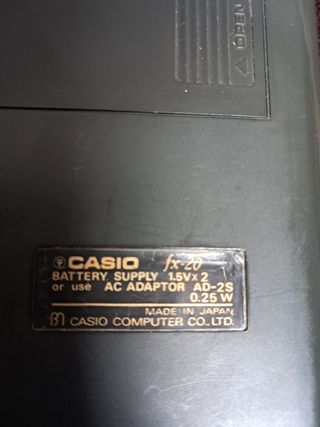 OPEN
CASIO fx-20
BATTERY SUPPLY 1.5V×2
or use AC ADAPTOR AD-2S
0.25 W
MADE IN JAPAN
CASIO COMPUTER CO., LTD.